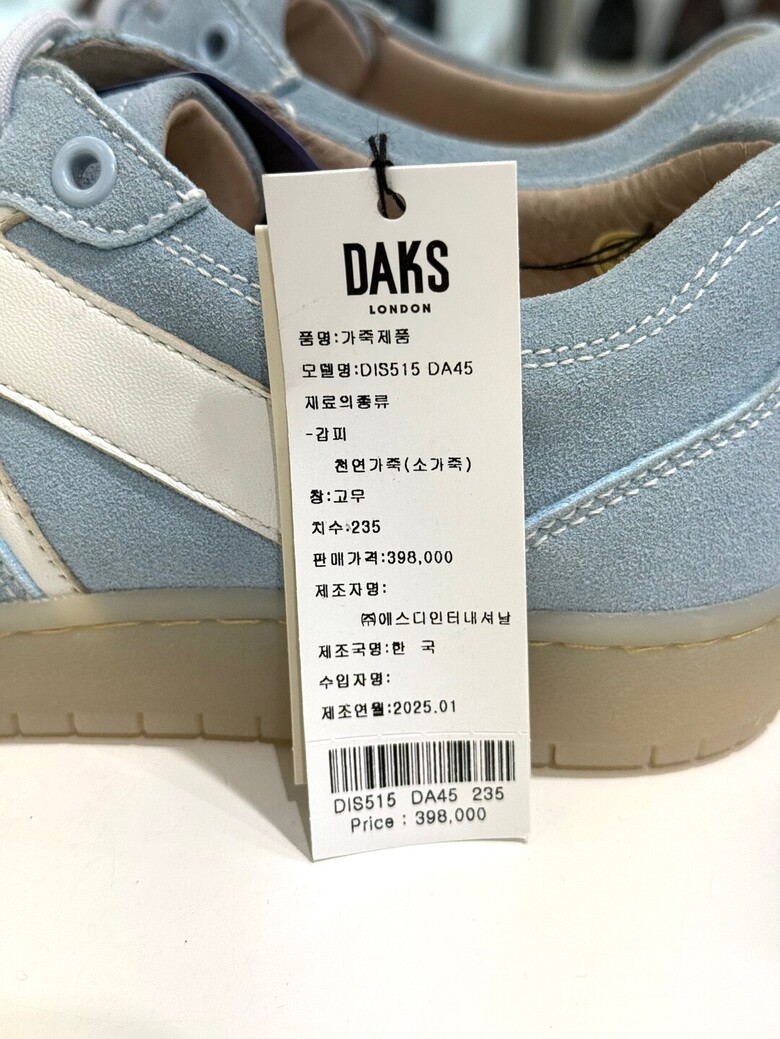 DAKS
LONDON
품명:가죽제품
모델명:DIS515 DA45
재료의종류
-갑피
천연가죽(소가죽)
창:고무
치수:235
판매가격:398,000
제조자명:
㈜에스디인터내셔날
제조국명:한 국
수입자명:
제조연월:2025.01
DIS515 DA45 235
Price : 398,000